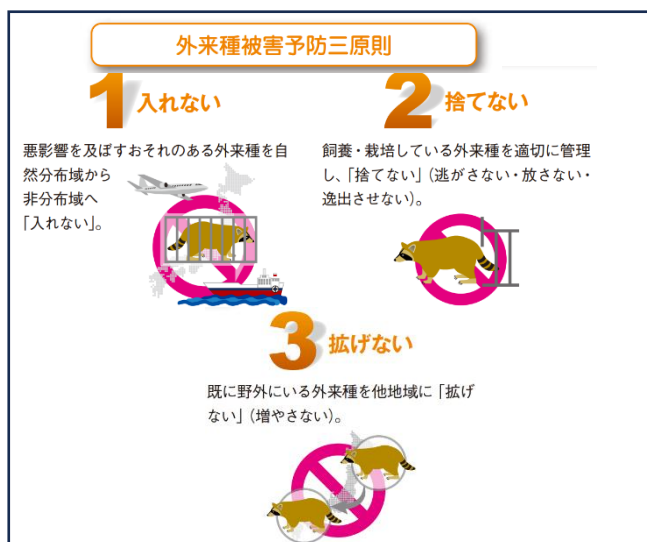 外来種被害予防三原則
1 入れない
悪影響を及ぼすおそれのある外来種を自
然分布域から
非分布域へ
「入れない」。
2 捨てない
飼養・栽培している外来種を適切に管理
し、「捨てない」(逃がさない・放さない・
逸出させない)。
3 拡げない
既に野外にいる外来種を他地域に「拡げ
ない」(増やさない)。